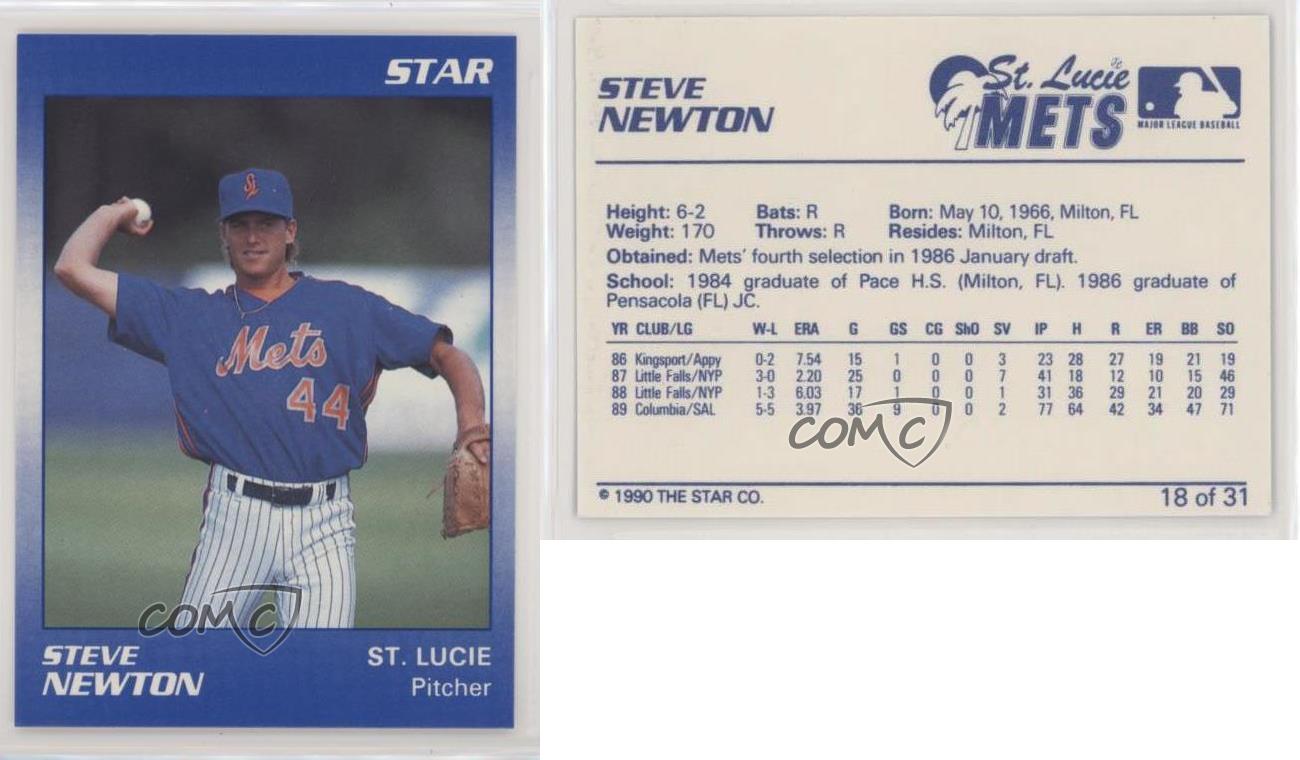 STAR
SL
Mets
44
COMC
STEVE
NEWTON
ST. LUCIE
Pitcher
STEVE
NEWTON
St. Lucie
METS
MAJOR LEAGUE BASEBALL
Height: 6-2 Bats: R Born: May 10, 1966, Milton, FL
Weight: 170 Throws: R Resides: Milton, FL
Obtained: Mets' fourth selection in 1986 January draft.
School: 1984 graduate of Pace H.S. (Milton, FL). 1986 graduate of
Pensacola (FL) JC.
YR CLUB/LG W-L ERA G GS CG ShO SV IP H R ER BB SO
86 Kingsport/Appy 0-2 7.54 15 1 0 0 3 23 28 27 19 21 19
87 Little Falls/NYP 3-0 2.20 25 0 0 0 7 41 18 12 10 15 46
88 Little Falls/NYP 1-3 6.03 17 1 0 0 1 31 36 29 21 20 29
89 Columbia/SAL 5-5 3.97 36 9 0 0 2 77 64 42 34 47 71
COMC
© 1990 THE STAR CO. 18 of 31